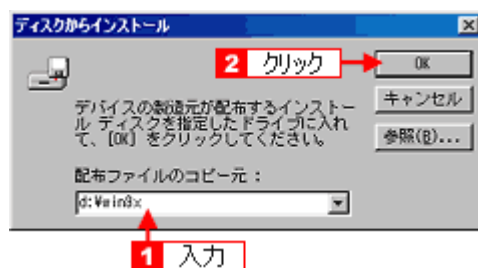 ディスクからインストール
2 クリック
OK
デバイスの製造元が配布するインストー
ル ディスクを指定したドライブに入れ
て、[OK] をクリックしてください。
キャンセル
参照(R)...
配布ファイルのコピー元：
d:¥win9x
1 入力